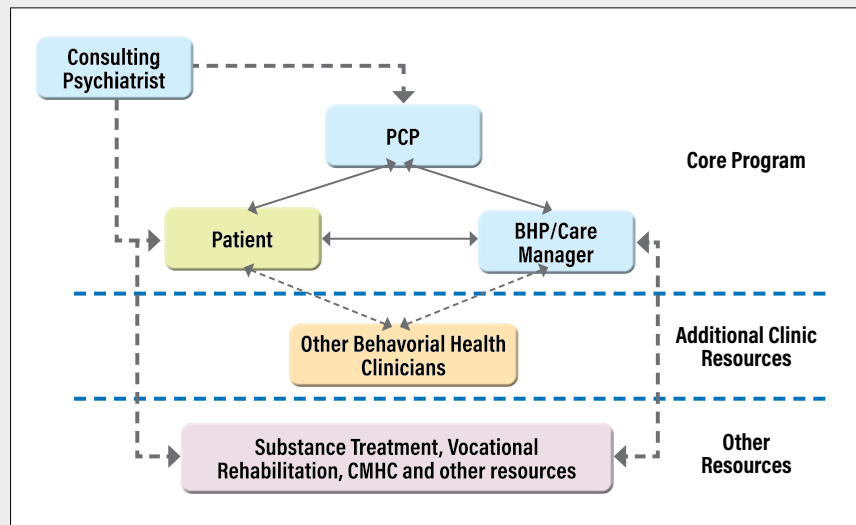 Consulting
Psychiatrist
PCP
Core Program
Patient
BHP/Care
Manager
Other Behavorial Health
Clinicians
Additional Clinic
Resources
Substance Treatment, Vocational
Rehabilitation, CMHC and other resources
Other
Resources